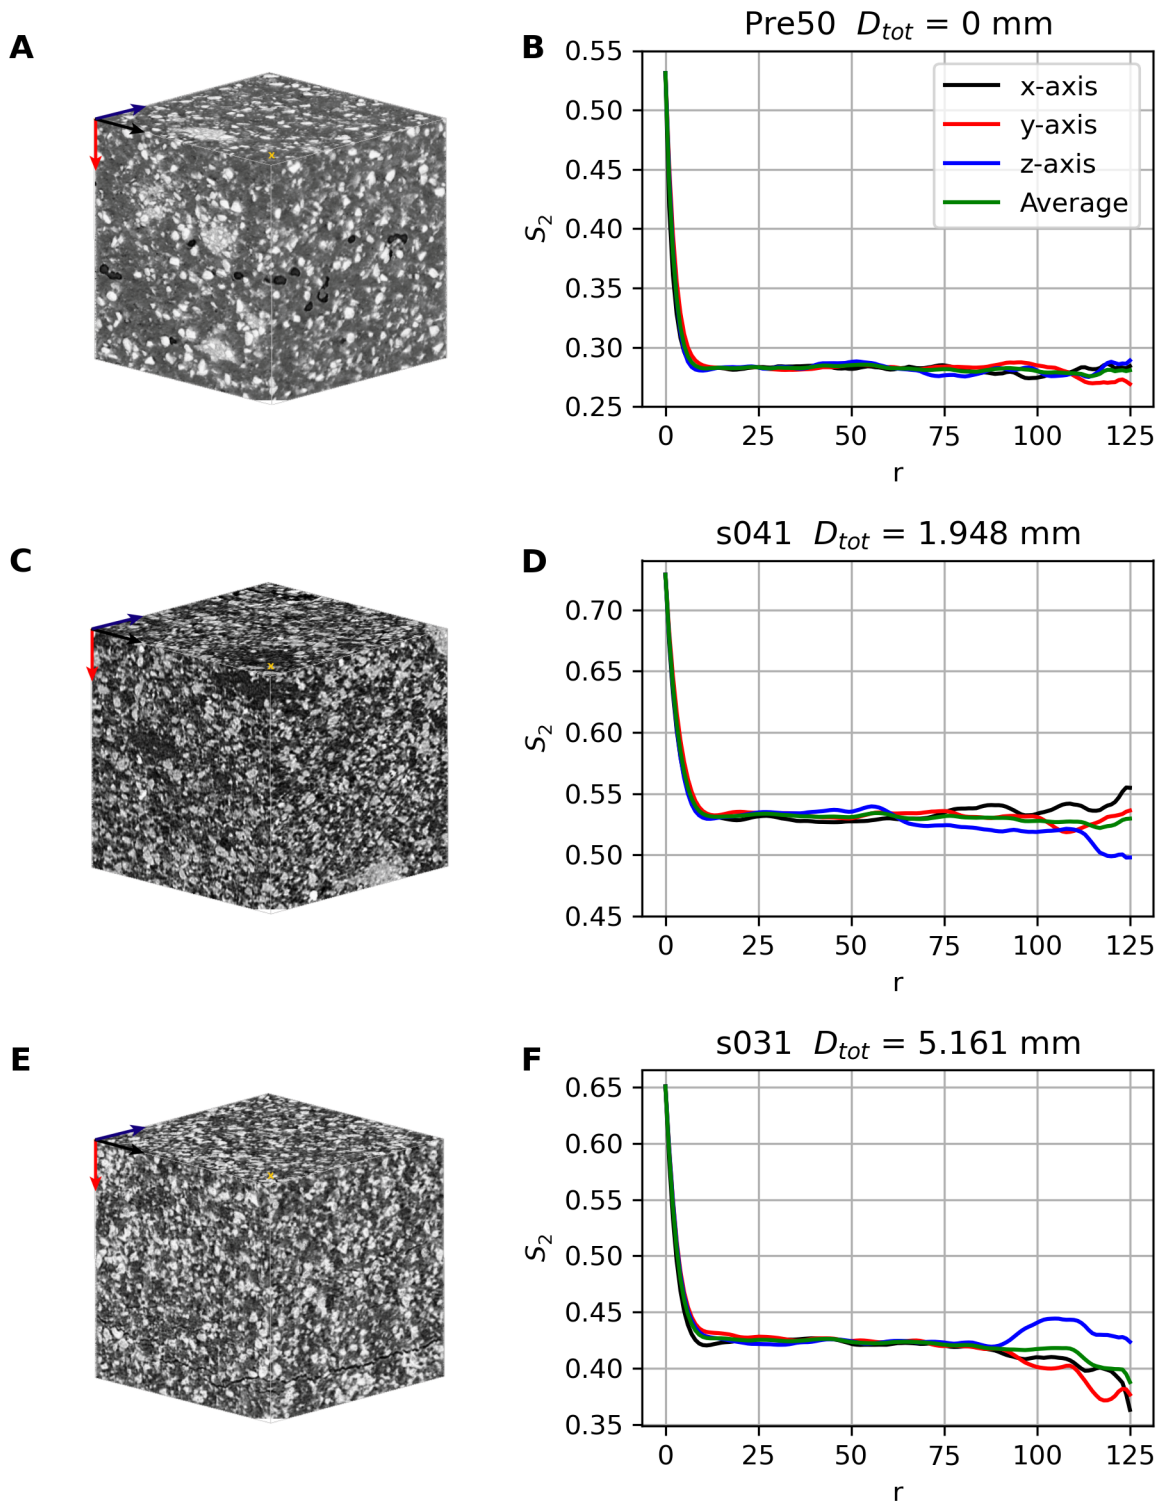 A
B
Pre50 D_tot = 0 mm
0.55
0.50
0.45
0.40
0.35
0.30
0.25
S_2
x-axis
y-axis
z-axis
Average
0 25 50 75 100 125
r
x
C
D
s041 D_tot = 1.948 mm
0.70
0.65
0.60
0.55
0.50
0.45
S_2
0 25 50 75 100 125
r
x
E
F
s031 D_tot = 5.161 mm
0.65
0.60
0.55
0.50
0.45
0.40
0.35
S_2
0 25 50 75 100 125
r
x